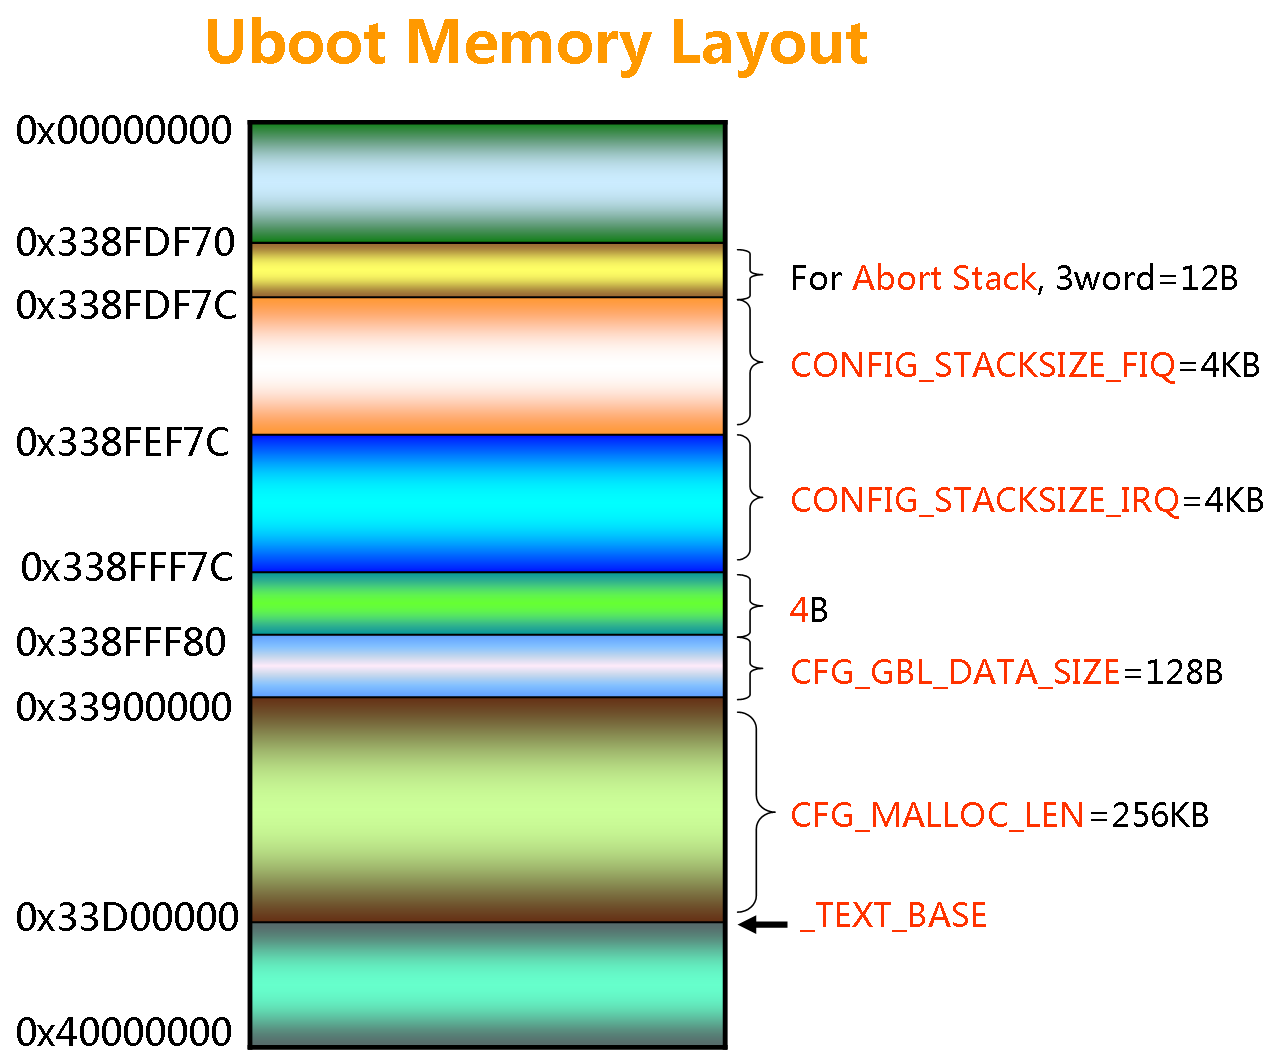 Uboot Memory Layout
0x00000000
0x338FDF70
For Abort Stack, 3word=12B
0x338FDF7C
CONFIG_STACKSIZE_FIQ=4KB
0x338FEF7C
CONFIG_STACKSIZE_IRQ=4KB
0x338FFF7C
4B
0x338FFF80
CFG_GBL_DATA_SIZE=128B
0x33900000
CFG_MALLOC_LEN=256KB
0x33D00000
_TEXT_BASE
0x40000000